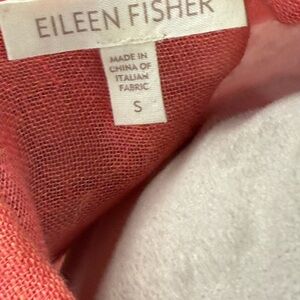 EILEEN FISHER
MADE IN
CHINA OF
ITALIAN
FABRIC
S